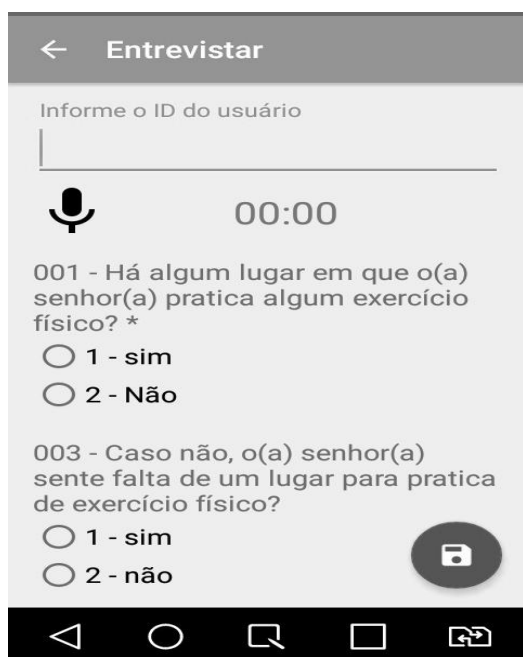 Entrevistar
Informe o ID do usuário
00:00
001 - Há algum lugar em que o(a)
senhor(a) pratica algum exercício
físico? *
1 - sim
2 - Não
003 - Caso não, o(a) senhor(a)
sente falta de um lugar para pratica
de exercício físico?
1 - sim
2 - não